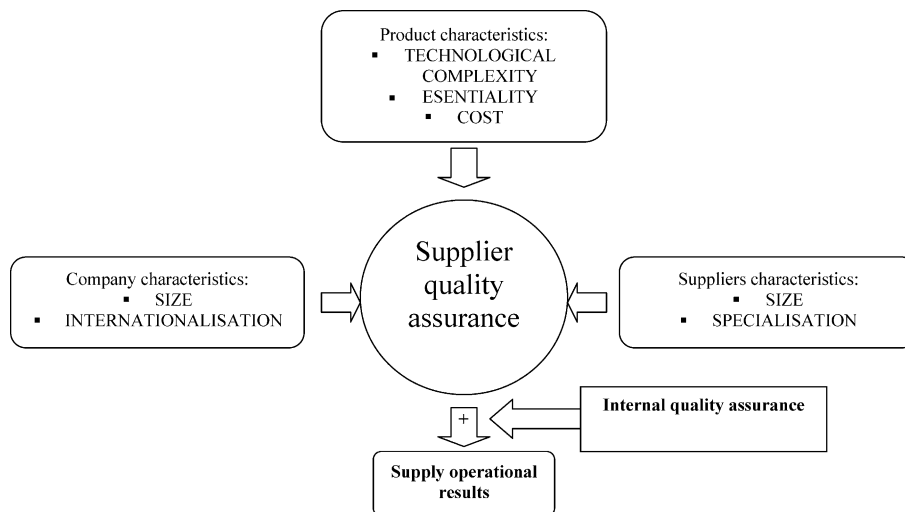 Product characteristics:
▪ TECHNOLOGICAL
COMPLEXITY
▪ ESENTIALITY
▪ COST
Supplier
quality
assurance
Company characteristics:
▪ SIZE
▪ INTERNATIONALISATION
Suppliers characteristics:
▪ SIZE
▪ SPECIALISATION
+
Internal quality assurance
Supply operational
results